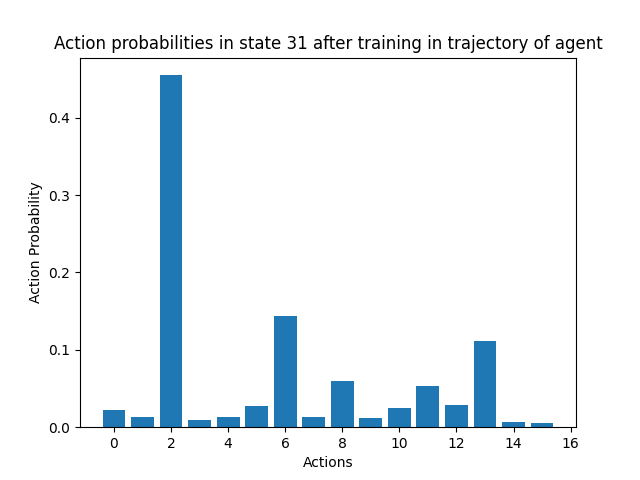 Action probabilities in state 31 after training in trajectory of agent
Action Probability
0.4
0.3
0.2
0.1
0.0
0 2 4 6 8 10 12 14 16
Actions